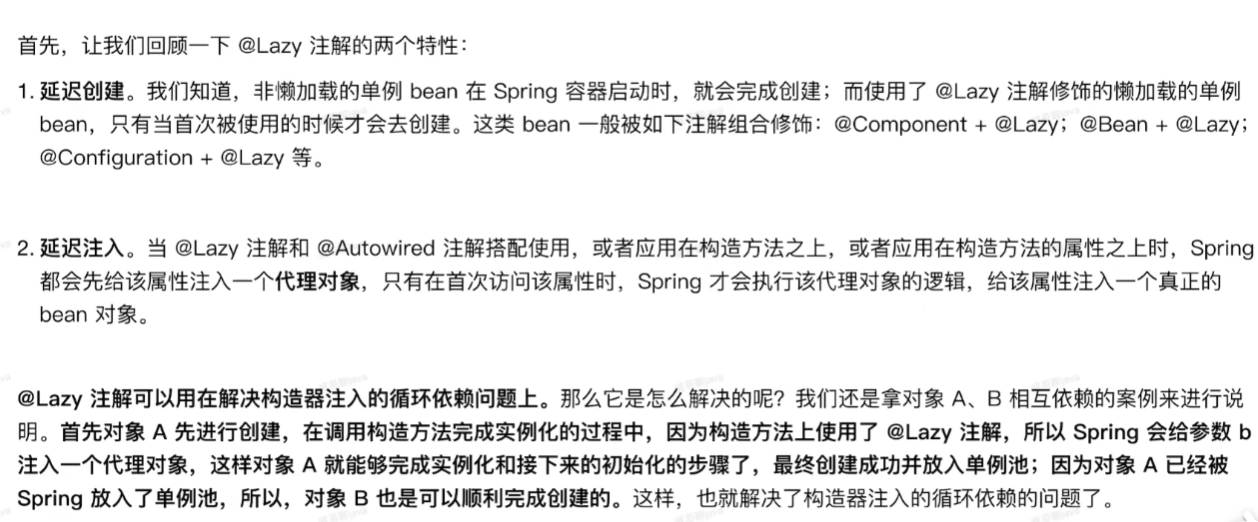 首先，让我们回顾一下 @Lazy 注解的两个特性：
1. 延迟创建。我们知道，非懒加载的单例 bean 在 Spring 容器启动时，就会完成创建；而使用了 @Lazy 注解修饰的懒加载的单例
bean，只有当首次被使用的时候才会去创建。这类 bean 一般被如下注解组合修饰：@Component + @Lazy；@Bean + @Lazy；
@Configuration + @Lazy 等。
2. 延迟注入。当 @Lazy 注解和 @Autowired 注解搭配使用，或者应用在构造方法之上，或者应用在构造方法的属性之上时，Spring
都会先给该属性注入一个代理对象，只有在首次访问该属性时，Spring 才会执行该代理对象的逻辑，给该属性注入一个真正的
bean 对象。
@Lazy 注解可以用在解决构造器注入的循环依赖问题上。那么它是怎么解决的呢？我们还是拿对象 A、B 相互依赖的案例来进行说
明。首先对象 A 先进行创建，在调用构造方法完成实例化的过程中，因为构造方法上使用了 @Lazy 注解，所以 Spring 会给参数 b
注入一个代理对象，这样对象 A 就能够完成实例化和接下来的初始化的步骤了，最终创建成功并放入单例池；因为对象 A 已经被
Spring 放入了单例池，所以，对象 B 也是可以顺利完成创建的。这样，也就解决了构造器注入的循环依赖的问题了。